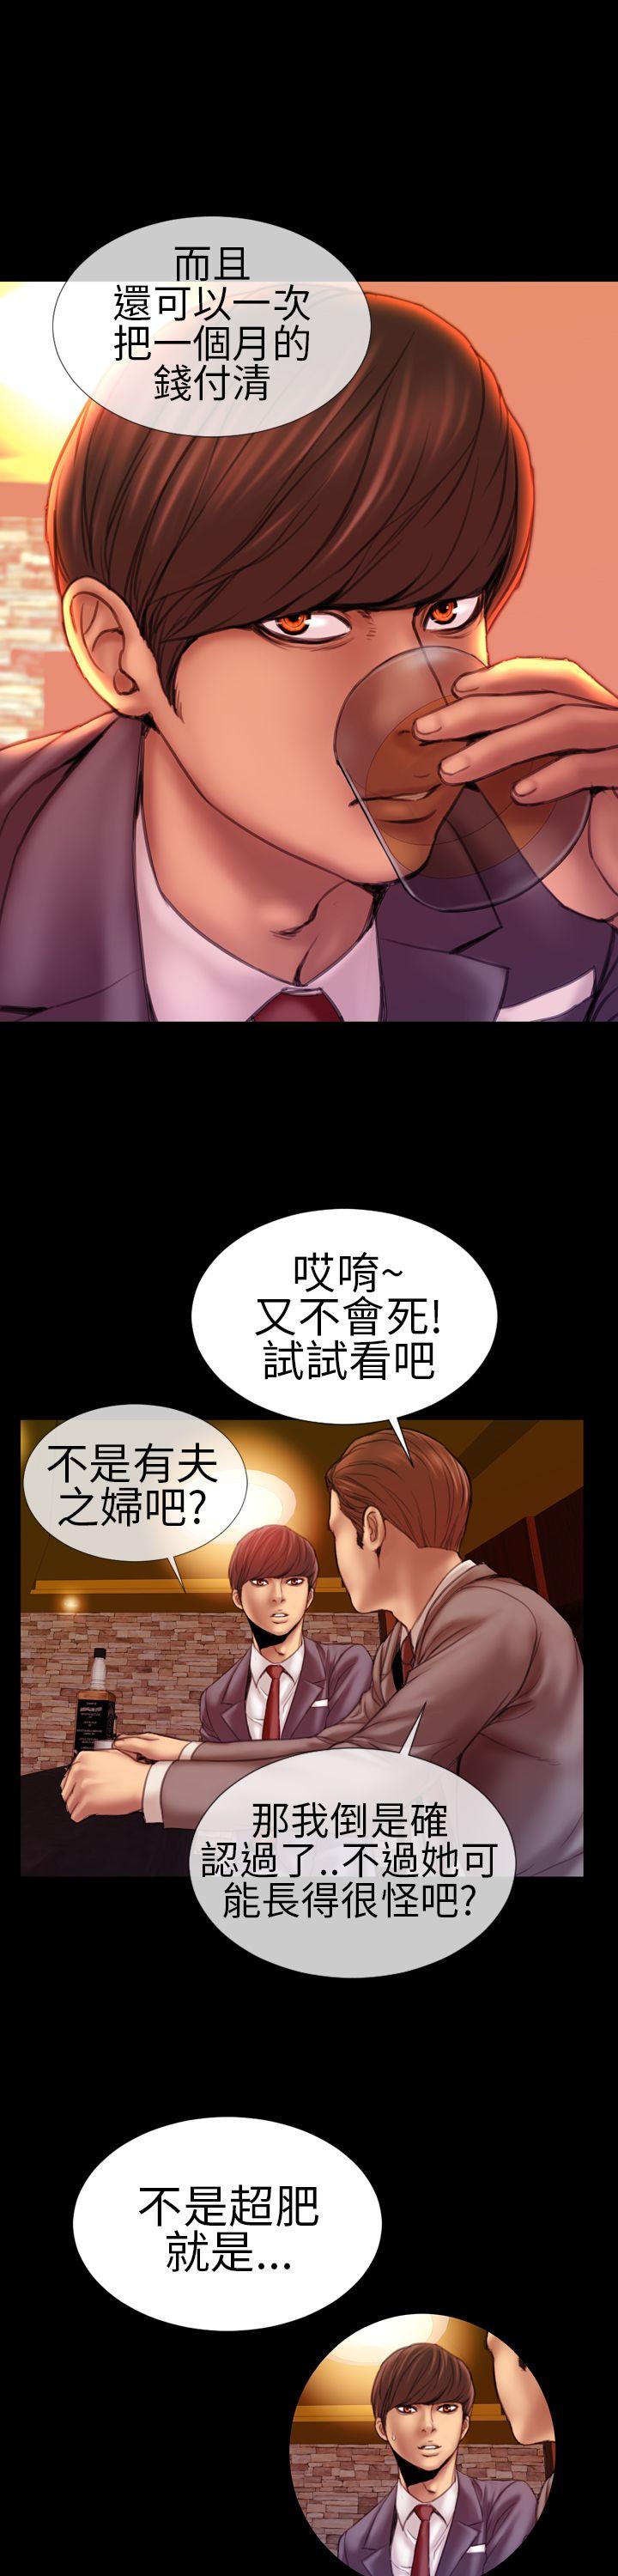 而且
還可以一次
把一個月的
錢付清
哎唷~
又不會死!
試試看吧
不是有夫
之婦吧?
那我倒是確
認過了..不過她可
能長得很怪吧?
不是超肥
就是...